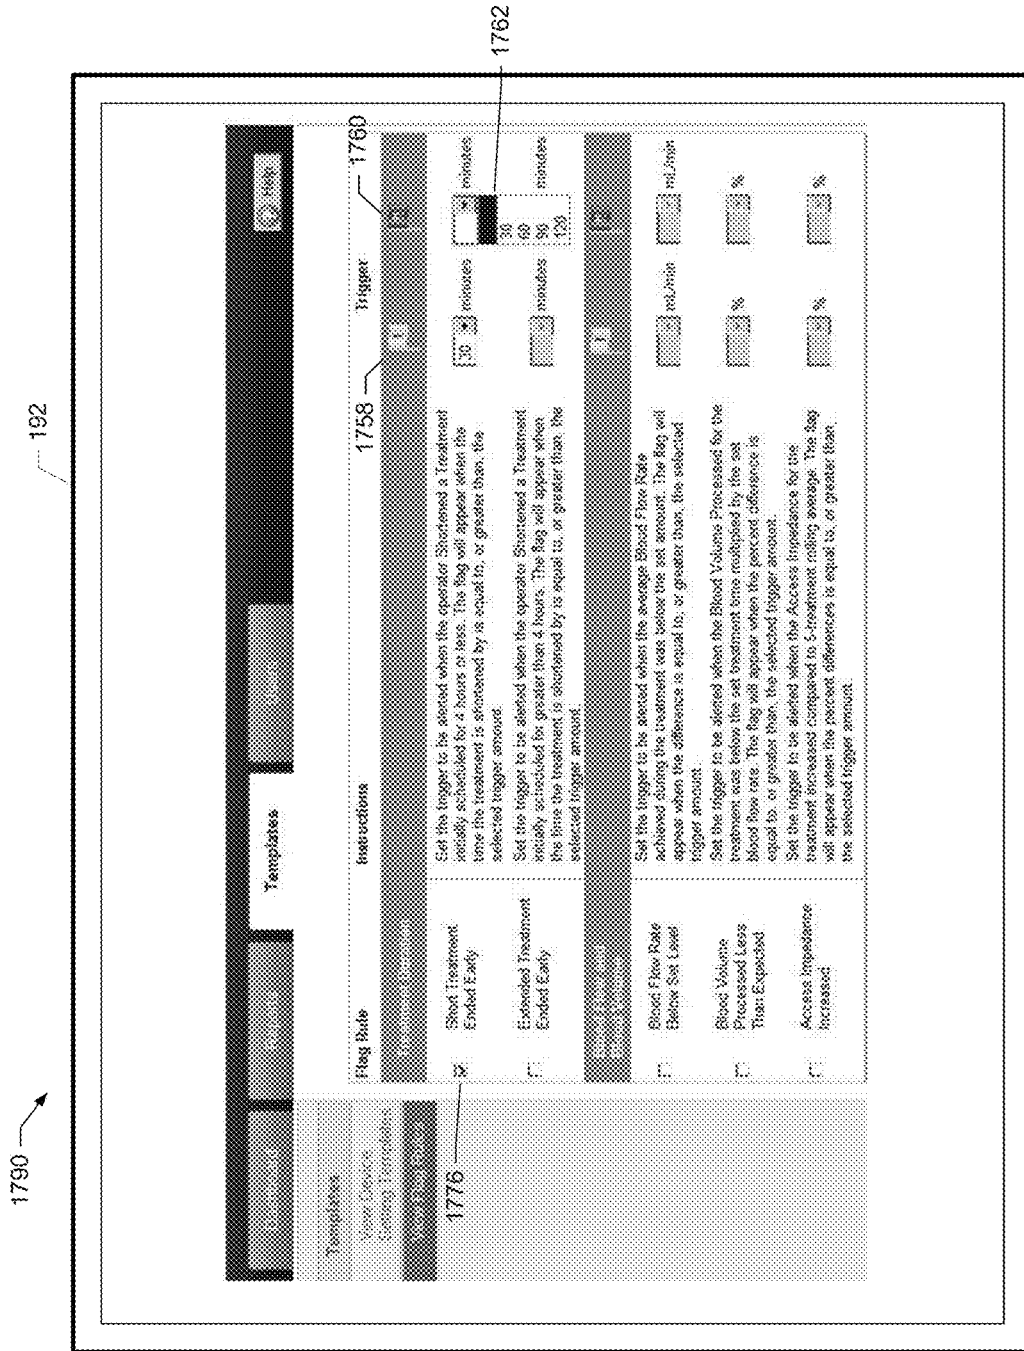 1790
192
Help
Templates
Templates
View Device
Setting Templates
Flag Rule
Instructions
Trigger
1758
1760
1
2
1776
Short Treatment
Ended Early
Set the trigger to be alerted when the operator Shortened a Treatment
initially scheduled for 4 hours or less. The flag will appear when the
time the treatment is shortened by is equal to, or greater than, the
selected trigger amount.
30 minutes
minutes
30
60
90
120
1762
Extended Treatment
Ended Early
Set the trigger to be alerted when the operator Shortened a Treatment
initially scheduled for greater than 4 hours. The flag will appear when
the time the treatment is shortened by is equal to, or greater than, the
selected trigger amount.
minutes
minutes
1
2
Blood Flow Rate
Below Set Level
Set the trigger to be alerted when the average Blood Flow Rate
achieved during the treatment was below the set amount. The flag will
appear when the difference is equal to, or greater than, the selected
trigger amount.
mL/min
mL/min
Blood Volume
Processed Less
Than Expected
Set the trigger to be alerted when the Blood Volume Processed for the
treatment was below the set treatment time multiplied by the set
blood flow rate. The flag will appear when the percent difference is
equal to, or greater than, the selected trigger amount.
%
%
Access Impedance
Increased
Set the trigger to be alerted when the Access Impedance for the
treatment increased compared to 5-treatment rolling average. The flag
will appear when the percent differences is equal to, or greater than,
the selected trigger amount.
%
%